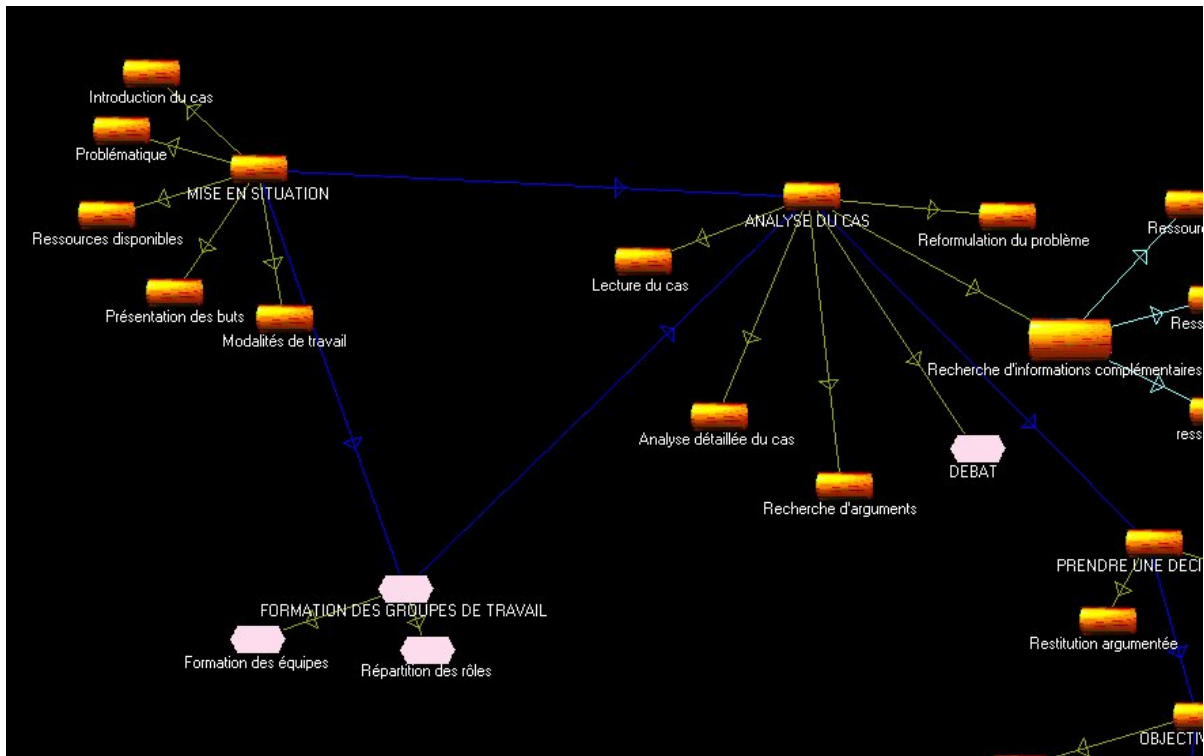 Introduction du cas
Problématique
MISE EN SITUATION
Ressources disponibles
Présentation des buts
Modalités de travail
ANALYSE DU CAS
Reformulation du problème
Lecture du cas
Recherche d'informations complémentaires
Analyse détaillée du cas
DEBAT
Recherche d'arguments
FORMATION DES GROUPES DE TRAVAIL
Formation des équipes
Répartition des rôles
PRENDRE UNE
Restitution argumentée